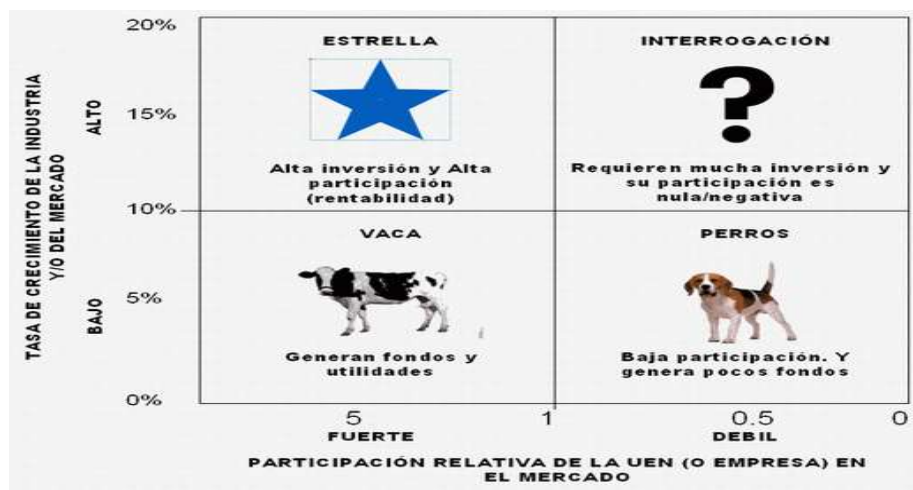 20%
ESTRELLA
INTERROGACIÓN
TASA DE CRECIMIENTO DE LA INDUSTRIA
Y/O DEL MERCADO
ALTO
15%
Alta inversión y Alta
participación
(rentabilidad)
Requieren mucha inversión y
su participación es
nula/negativa
10%
VACA
PERROS
BAJO
5%
Generan fondos y
utilidades
Baja participación. Y
genera pocos fondos
0%
5
1
0.5
0
FUERTE
DEBIL
PARTICIPACIÓN RELATIVA DE LA UEN (O EMPRESA) EN
EL MERCADO